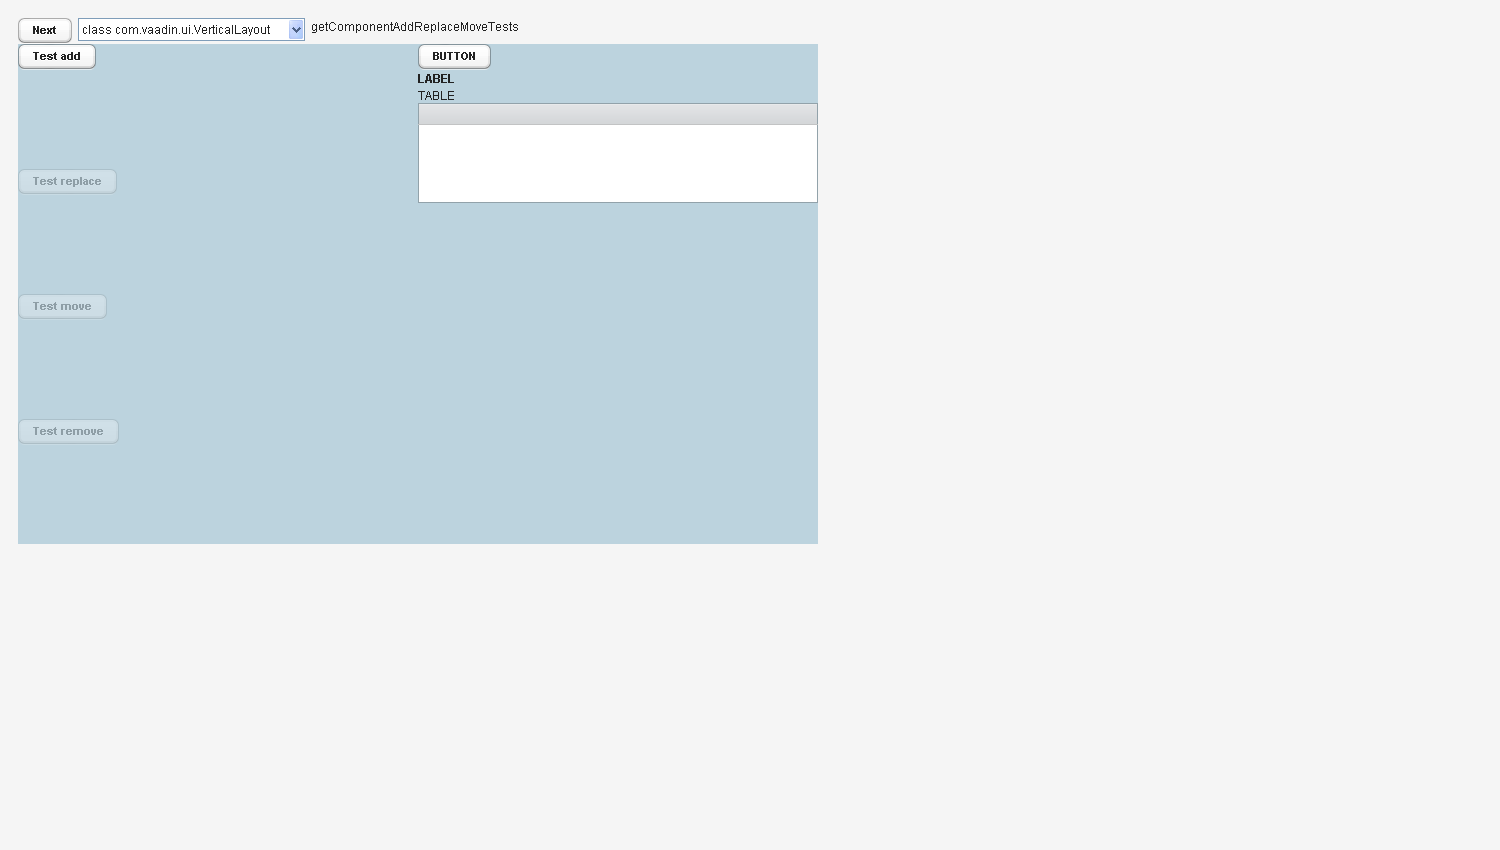 Next class com.vaadin.ui.VerticalLayout getComponentAddReplaceMoveTests
Test add BUTTON
LABEL
TABLE
Test replace
Test move
Test remove